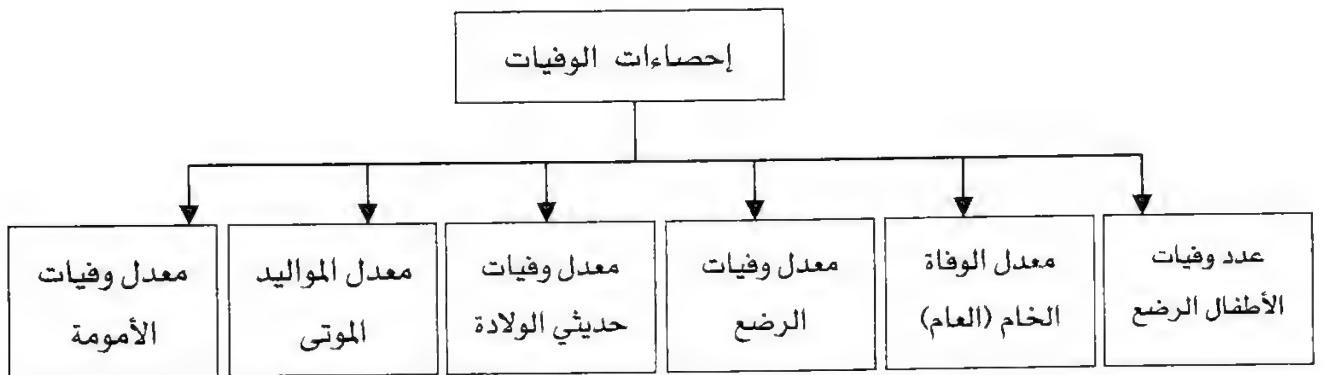 إحصاءات الوفيات
عدد وفيات
الأطفال الرضع
معدل الوفاة
الخام (العام)
معدل وفيات
الرضع
معدل وفيات
حديثي الولادة
معدل المواليد
الموتى
معدل وفيات
الأمومة